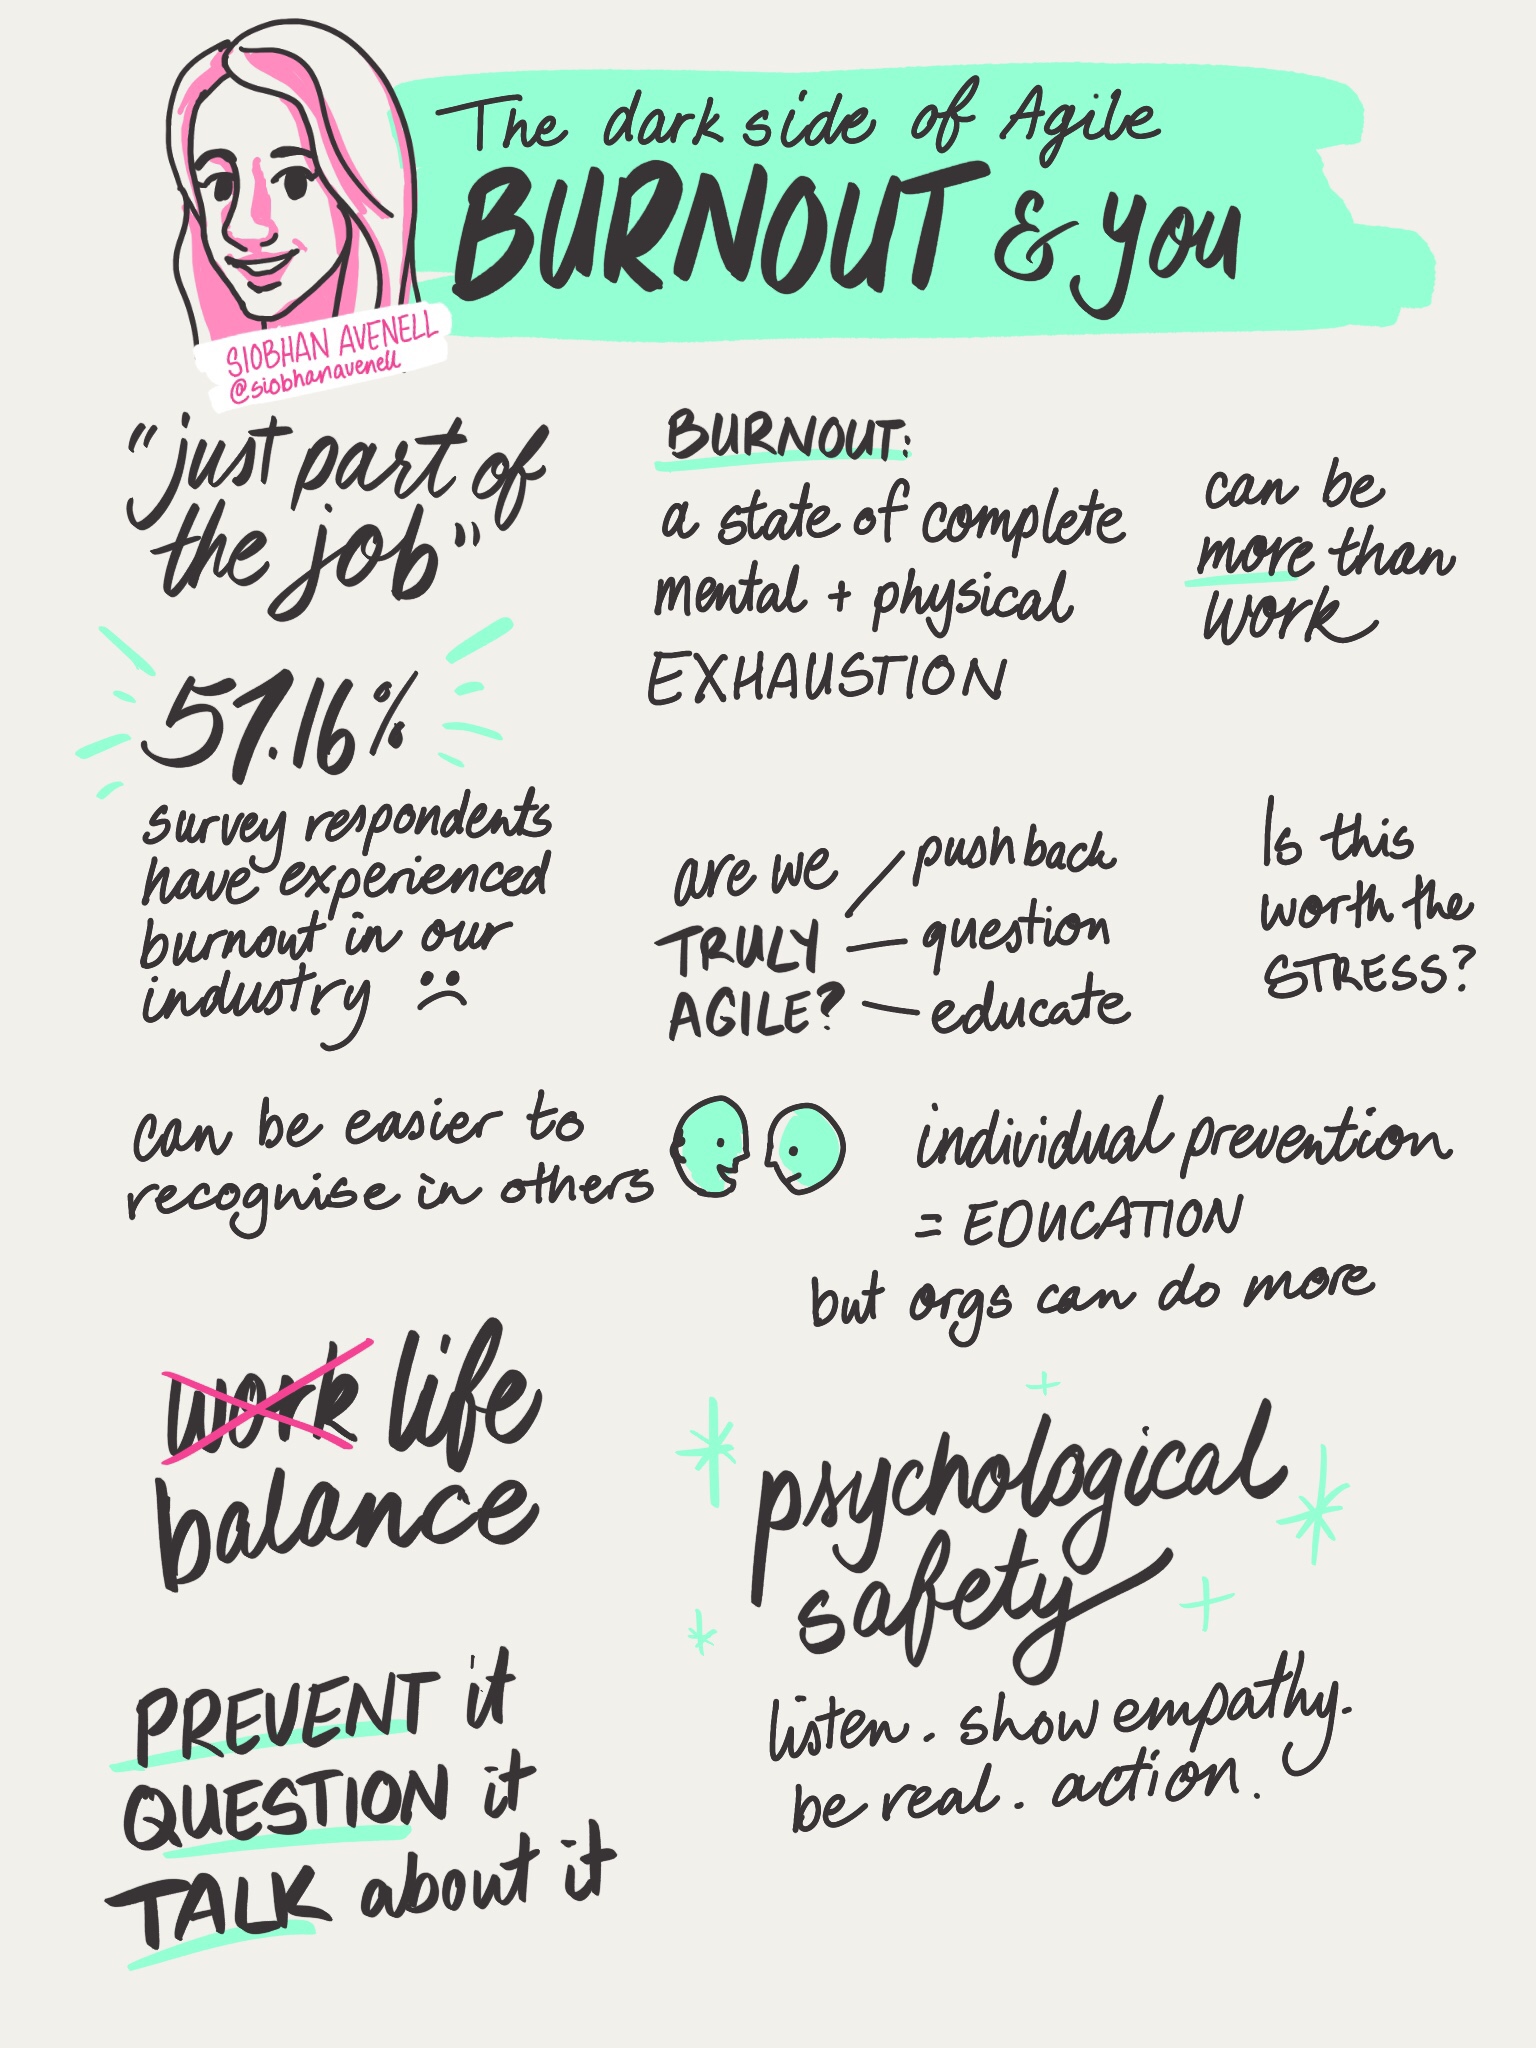 The dark side of Agile
BURNOUT & you
SIOBHAN AVENELL
@siobhanavenell
"just part of
the job"
BURNOUT:
a state of complete
mental + physical
EXHAUSTION
can be
more than
work
57.16%
survey respondents
have experienced
burnout in our
industry :(
are we
TRULY
AGILE?
push back
question
educate
Is this
worth the
STRESS?
can be easier to
recognise in others
individual prevention
= EDUCATION
but orgs can do more
work life
balance
psychological
safety
listen. show empathy.
be real. action.
PREVENT it
QUESTION it
TALK about it